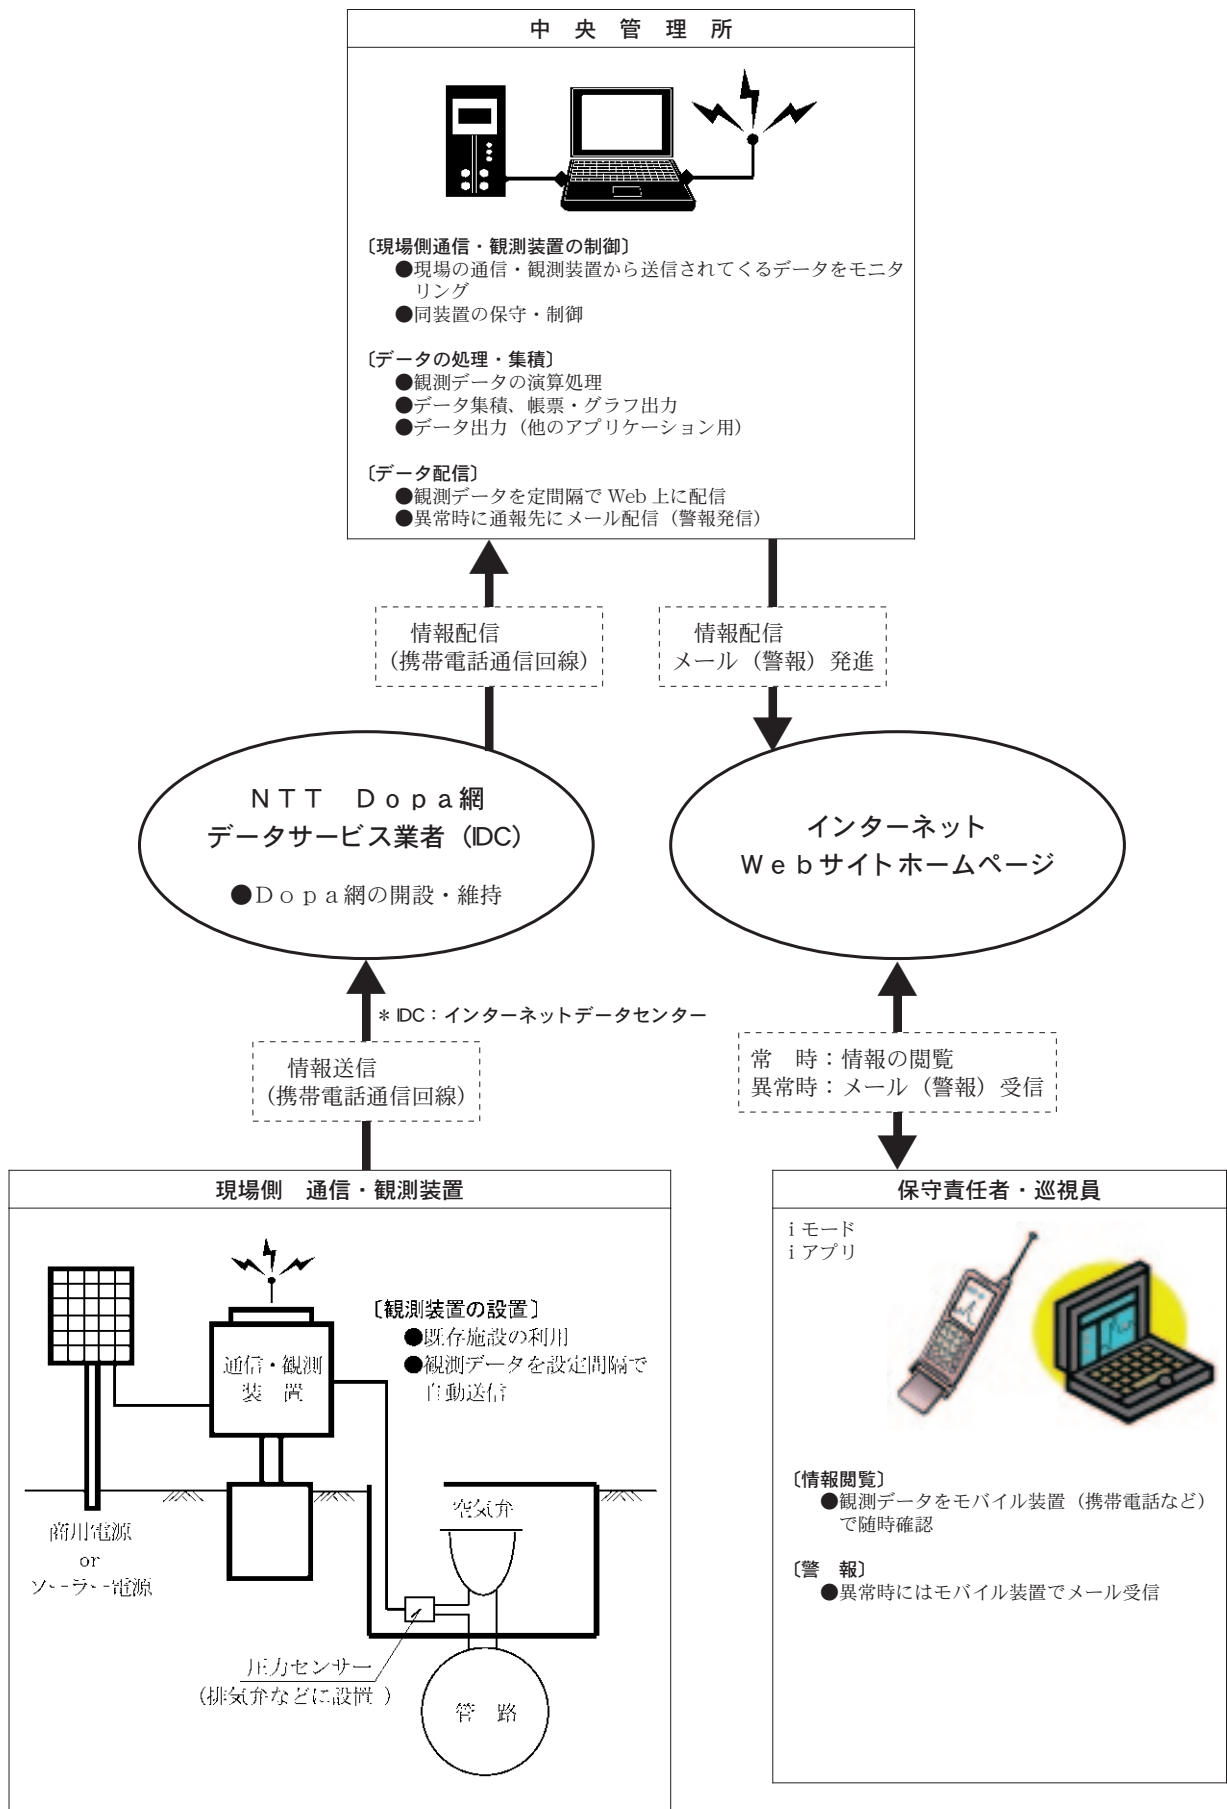 中　央　管　理　所
〔現場側通信・観測装置の制御〕
●現場の通信・観測装置から送信されてくるデータをモニタ
リング
●同装置の保守・制御
〔データの処理・集積〕
●観測データの演算処理
●データ集積、帳票・グラフ出力
●データ出力（他のアプリケーション用）
〔データ配信〕
●観測データを定間隔で Web 上に配信
●異常時に通報先にメール配信（警報発信）
情報配信
（携帯電話通信回線）
情報配信
メール（警報）発進
ＮＴＴ　Ｄｏｐａ網
データサービス業者（IDC）
●Ｄｏｐａ網の開設・維持
インターネット
Ｗｅｂサイトホームページ
＊IDC：インターネットデータセンター
情報送信
（携帯電話通信回線）
常　時：情報の閲覧
異常時：メール（警報）受信
現場側　通信・観測装置
〔観測装置の設置〕
●既存施設の利用
●観測データを設定間隔で
自動送信
通信・観測
装　置
商用電源
or
ソーラー電源
空気弁
圧力センサー
（排気弁などに設置）
管　路
保守責任者・巡視員
i モード
i アプリ
〔情報閲覧〕
●観測データをモバイル装置（携帯電話など）
で随時確認
〔警　報〕
●異常時にはモバイル装置でメール受信